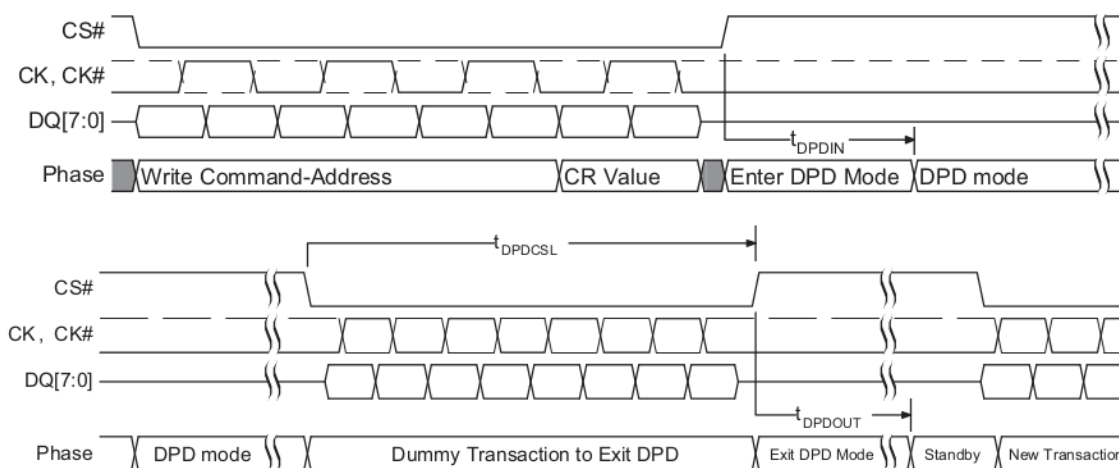 CS#
CK, CK#
DQ[7:0]
tDPDIN
Phase Write Command-Address CR Value Enter DPD Mode DPD mode
tDPDCSL
CS#
CK, CK#
DQ[7:0]
tDPDOUT
Phase DPD mode Dummy Transaction to Exit DPD Exit DPD Mode Standby New Transaction